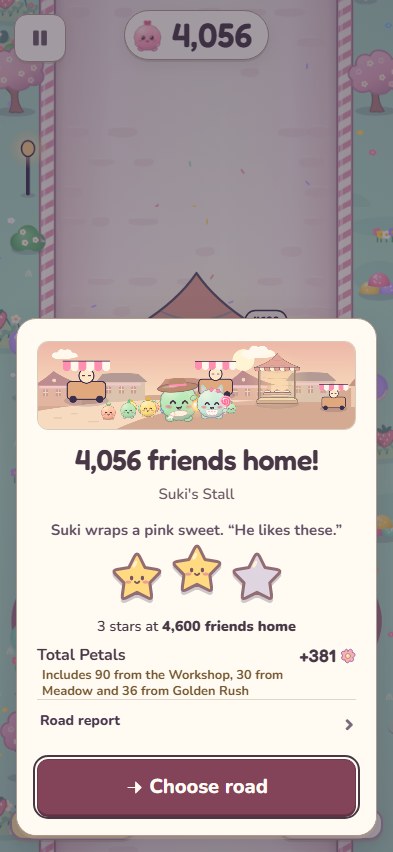 4,056
4,056 friends home!
Suki's Stall
Suki wraps a pink sweet. “He likes these.”
3 stars at 4,600 friends home
Total Petals
+381
Includes 90 from the Workshop, 30 from
Meadow and 36 from Golden Rush
Road report
Choose road